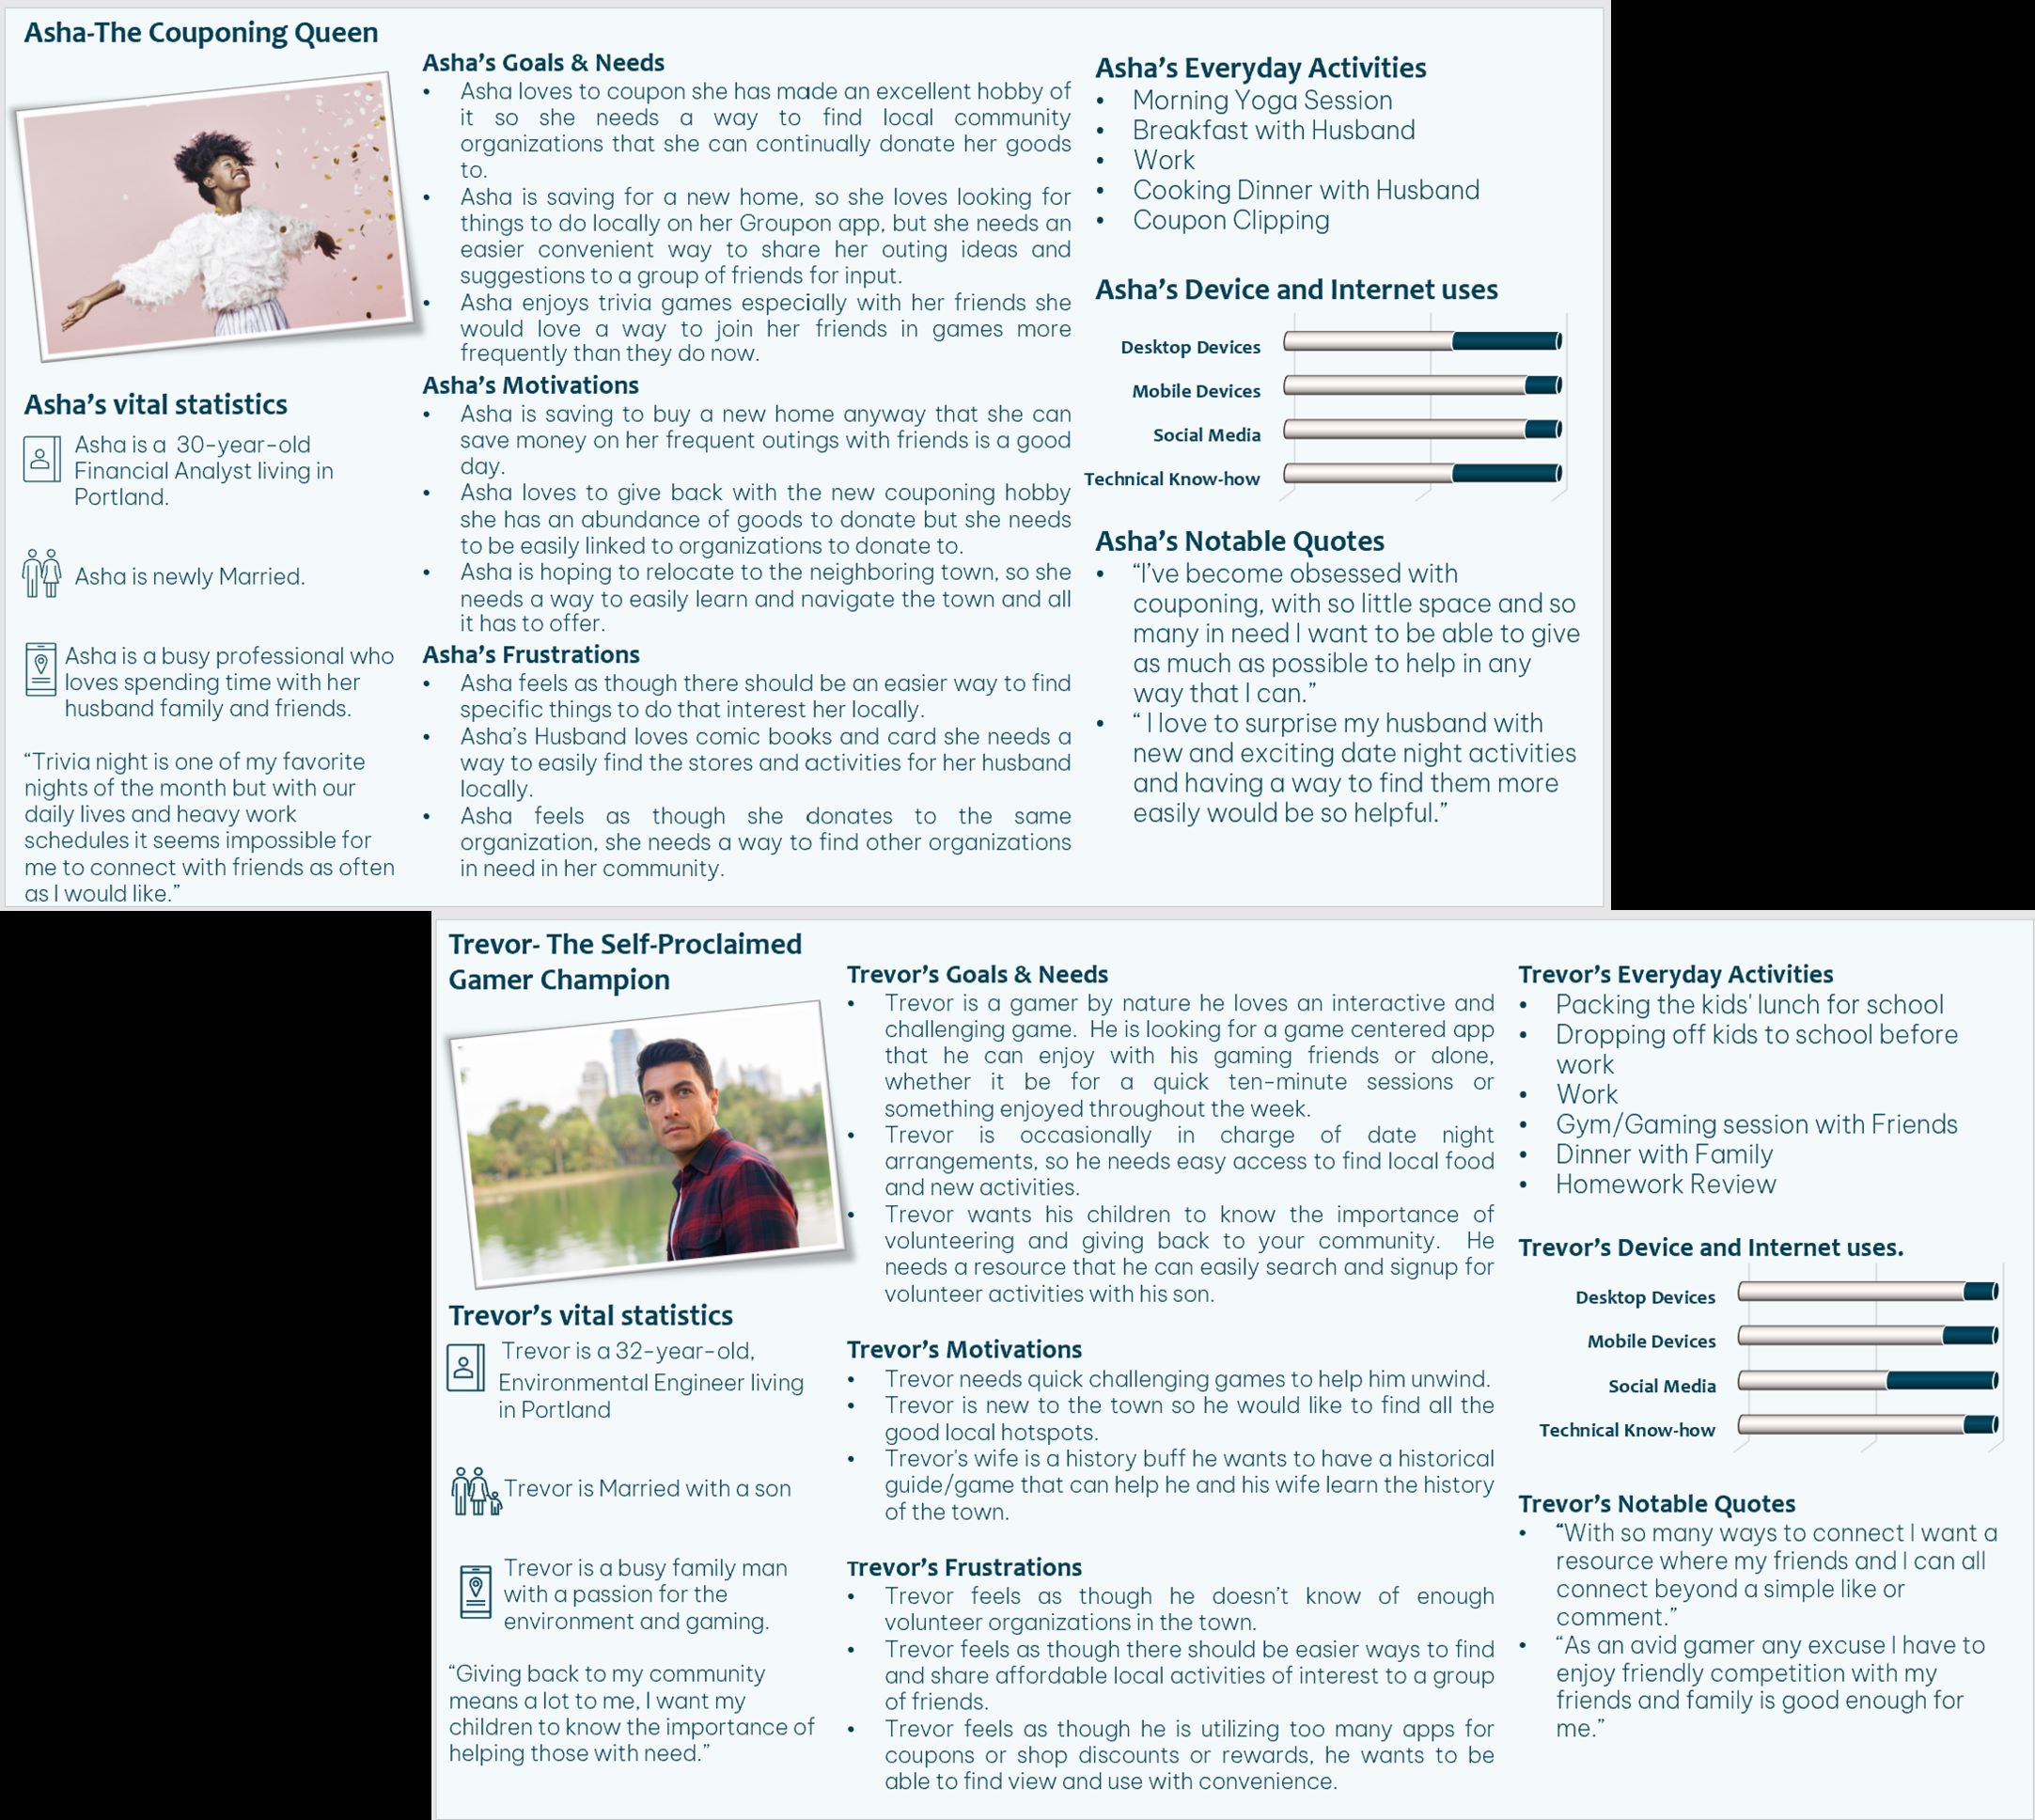 Asha-The Couponing Queen
Asha's vital statistics
Asha is a 30-year-old
Financial Analyst living in
Portland.
Asha is newly Married.
Asha is a busy professional who
loves spending time with her
husband family and friends.
“Trivia night is one of my favorite
nights of the month but with our
daily lives and heavy work
schedules it seems impossible for
me to connect with friends as often
as I would like.”
Asha's Goals & Needs
• Asha loves to coupon she has made an excellent hobby of
it so she needs a way to find local community
organizations that she can continually donate her goods
to.
• Asha is saving for a new home, so she loves looking for
things to do locally on her Groupon app, but she needs an
easier convenient way to share her outing ideas and
suggestions to a group of friends for input.
• Asha enjoys trivia games especially with her friends she
would love a way to join her friends in games more
frequently than they do now.
Asha's Motivations
• Asha is saving to buy a new home anyway that she can
save money on her frequent outings with friends is a good
day.
• Asha loves to give back with the new couponing hobby
she has an abundance of goods to donate but she needs
to be easily linked to organizations to donate to.
• Asha is hoping to relocate to the neighboring town, so she
needs a way to easily learn and navigate the town and all
it has to offer.
Asha's Frustrations
• Asha feels as though there should be an easier way to find
specific things to do that interest her locally.
• Asha's Husband loves comic books and card she needs a
way to easily find the stores and activities for her husband
locally.
• Asha feels as though she donates to the same
organization, she needs a way to find other organizations
in need in her community.
Asha's Everyday Activities
• Morning Yoga Session
• Breakfast with Husband
• Work
• Cooking Dinner with Husband
• Coupon Clipping
Asha's Device and Internet uses
Desktop Devices
Mobile Devices
Social Media
Technical Know-how
Asha's Notable Quotes
• “I've become obsessed with
couponing, with so little space and so
many in need I want to be able to give
as much as possible to help in any
way that I can.”
• “ I love to surprise my husband with
new and exciting date night activities
and having a way to find them more
easily would be so helpful.”
Trevor- The Self-Proclaimed
Gamer Champion
Trevor's vital statistics
Trevor is a 32-year-old,
Environmental Engineer living
in Portland
Trevor is Married with a son
Trevor is a busy family man
with a passion for the
environment and gaming.
“Giving back to my community
means a lot to me, I want my
children to know the importance of
helping those with need.”
Trevor's Goals & Needs
• Trevor is a gamer by nature he loves an interactive and
challenging game. He is looking for a game centered app
that he can enjoy with his gaming friends or alone,
whether it be for a quick ten-minute sessions or
something enjoyed throughout the week.
• Trevor is occasionally in charge of date night
arrangements, so he needs easy access to find local food
and new activities.
• Trevor wants his children to know the importance of
volunteering and giving back to your community. He
needs a resource that he can easily search and signup for
volunteer activities with his son.
Trevor's Motivations
• Trevor needs quick challenging games to help him unwind.
• Trevor is new to the town so he would like to find all the
good local hotspots.
• Trevor's wife is a history buff he wants to have a historical
guide/game that can help he and his wife learn the history
of the town.
Trevor's Frustrations
• Trevor feels as though he doesn't know of enough
volunteer organizations in the town.
• Trevor feels as though there should be easier ways to find
and share affordable local activities of interest to a group
of friends.
• Trevor feels as though he is utilizing too many apps for
coupons or shop discounts or rewards, he wants to be
able to find view and use with convenience.
Trevor's Everyday Activities
• Packing the kids' lunch for school
• Dropping off kids to school before
work
• Work
• Gym/Gaming session with Friends
• Dinner with Family
• Homework Review
Trevor's Device and Internet uses.
Desktop Devices
Mobile Devices
Social Media
Technical Know-how
Trevor's Notable Quotes
• “With so many ways to connect I want a
resource where my friends and I can all
connect beyond a simple like or
comment.”
• “As an avid gamer any excuse I have to
enjoy friendly competition with my
friends and family is good enough for
me.”